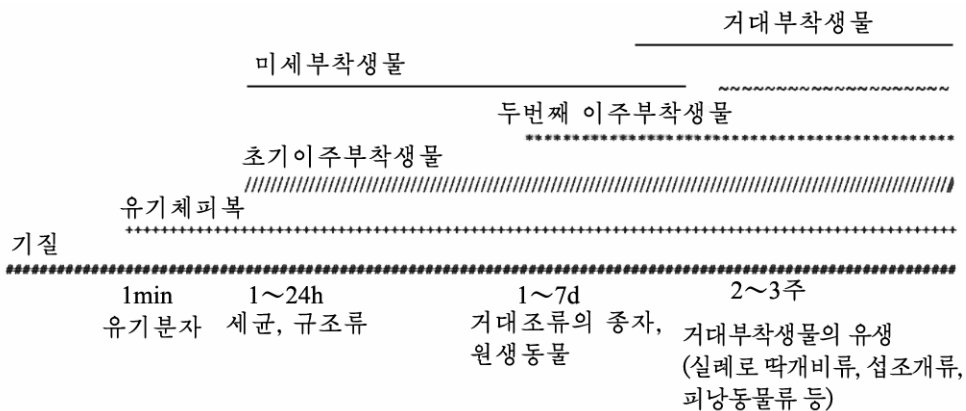 거대부착생물
미세부착생물
두번째 이주부착생물
초기이주부착생물
유기체피복
기질
1min
유기분자
1～24h
세균, 규조류
1～7d
거대조류의 종자,
원생동물
2～3주
거대부착생물의 유생
(실례로 딱개비류, 섭조개류,
피낭동물류 등)